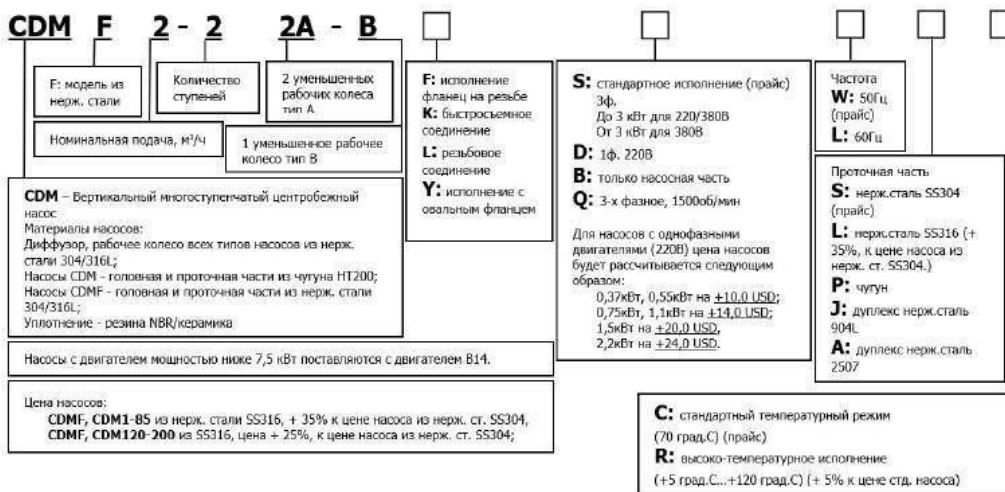 CDM F 2 - 2 2A - B
F: модель из
нерж. стали
Количество
ступеней
2 уменьшенных
рабочих колеса
тип А
Номинальная подача, м³/ч
1 уменьшенное рабочее
колесо тип В
CDM – Вертикальный многоступенчатый центробежный
насос
Материалы насосов:
Диффузор, рабочее колесо всех типов насосов из нерж.
стали 304/316L;
Насосы CDM - головная и проточная части из чугуна НТ200;
Насосы CDMF - головная и проточная части из нерж. стали
304/316L;
Уплотнение - резина NBR/керамика
Насосы с двигателем мощностью ниже 7,5 кВт поставляются с двигателем В14.
Цена насосов:
CDMF, CDM1-85 из нерж. стали SS316, + 35% к цене насоса из нерж. ст. SS304,
CDMF, CDM120-200 из SS316, цена + 25%, к цене насоса из нерж. ст. SS304;
F: исполнение
фланец на резьбе
K: быстросъемное
соединение
L: резьбовое
соединение
Y: исполнение с
овальным фланцем
S: стандартное исполнение (прайс)
3ф.
До 3 кВт для 220/380В
От 3 кВт для 380В
D: 1ф. 220В
B: только насосная часть
Q: 3-х фазное, 1500об/мин
Для насосов с однофазными
двигателями (220В) цена насосов
будет рассчитывается следующим
образом:
0,37кВт, 0,55кВт на +10,0 USD;
0,75кВт, 1,1кВт на +14,0 USD;
1,5кВт на +20,0 USD,
2,2кВт на +24,0 USD.
Частота
W: 50Гц
(прайс)
L: 60Гц
Проточная часть
S: нерж.сталь SS304
(прайс)
L: нерж.сталь SS316 (+
35%, к цене насоса из
нерж. ст. SS304.)
P: чугун
J: дуплекс нерж.сталь
904L
A: дуплекс нерж.сталь
2507
C: стандартный температурный режим
(70 град.С) (прайс)
R: высоко-температурное исполнение
(+5 град.С...+120 град.С) (+ 5% к цене стд. насоса)